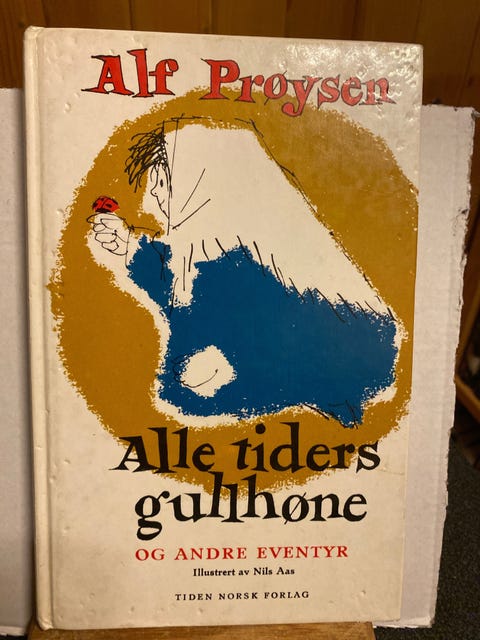 Alf Prøysen
Alle tiders
gullhøne
OG ANDRE EVENTYR
Illustrert av Nils Aas
TIDEN NORSK FORLAG